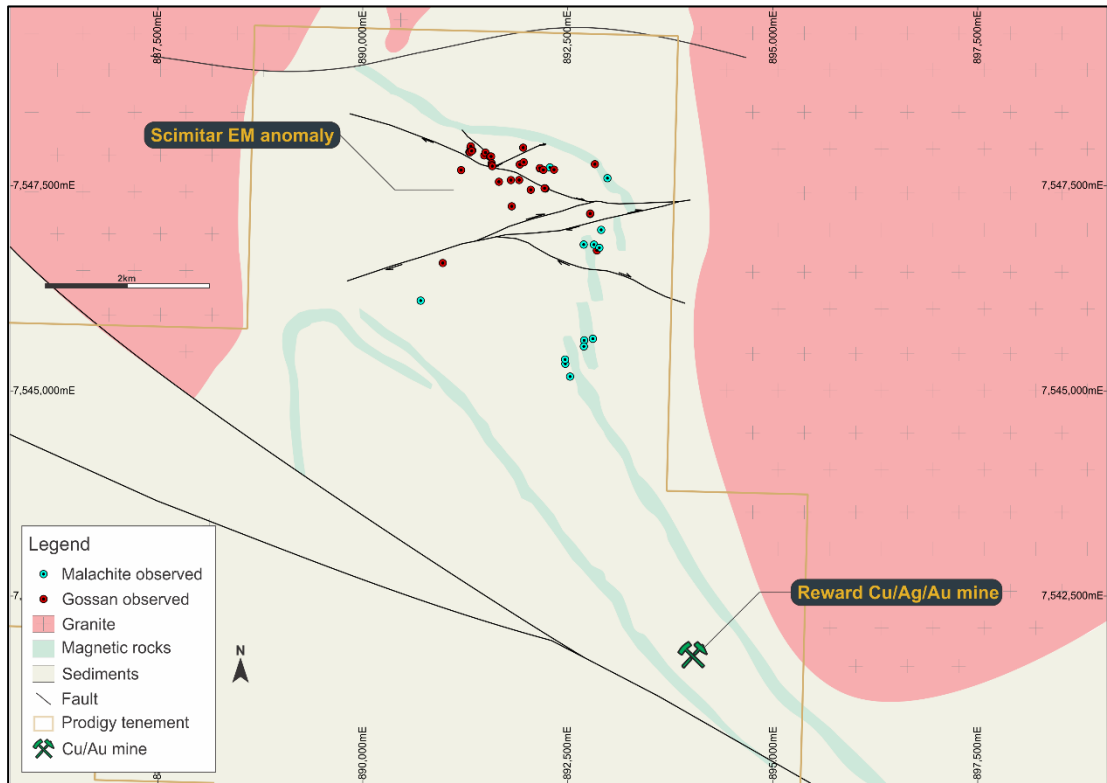 887,500mE
890,000mE
892,500mE
895,000mE
897,500mE
Scimitar EM anomaly
7,547,500mE
7,547,500mE
2km
7,545,000mE
7,545,000mE
Legend
Malachite observed
Gossan observed
Granite
Magnetic rocks
Sediments
Fault
Prodigy tenement
Cu/Au mine
N
Reward Cu/Ag/Au mine
7,542,500mE
890,000mE
892,500mE
895,000mE
897,500mE